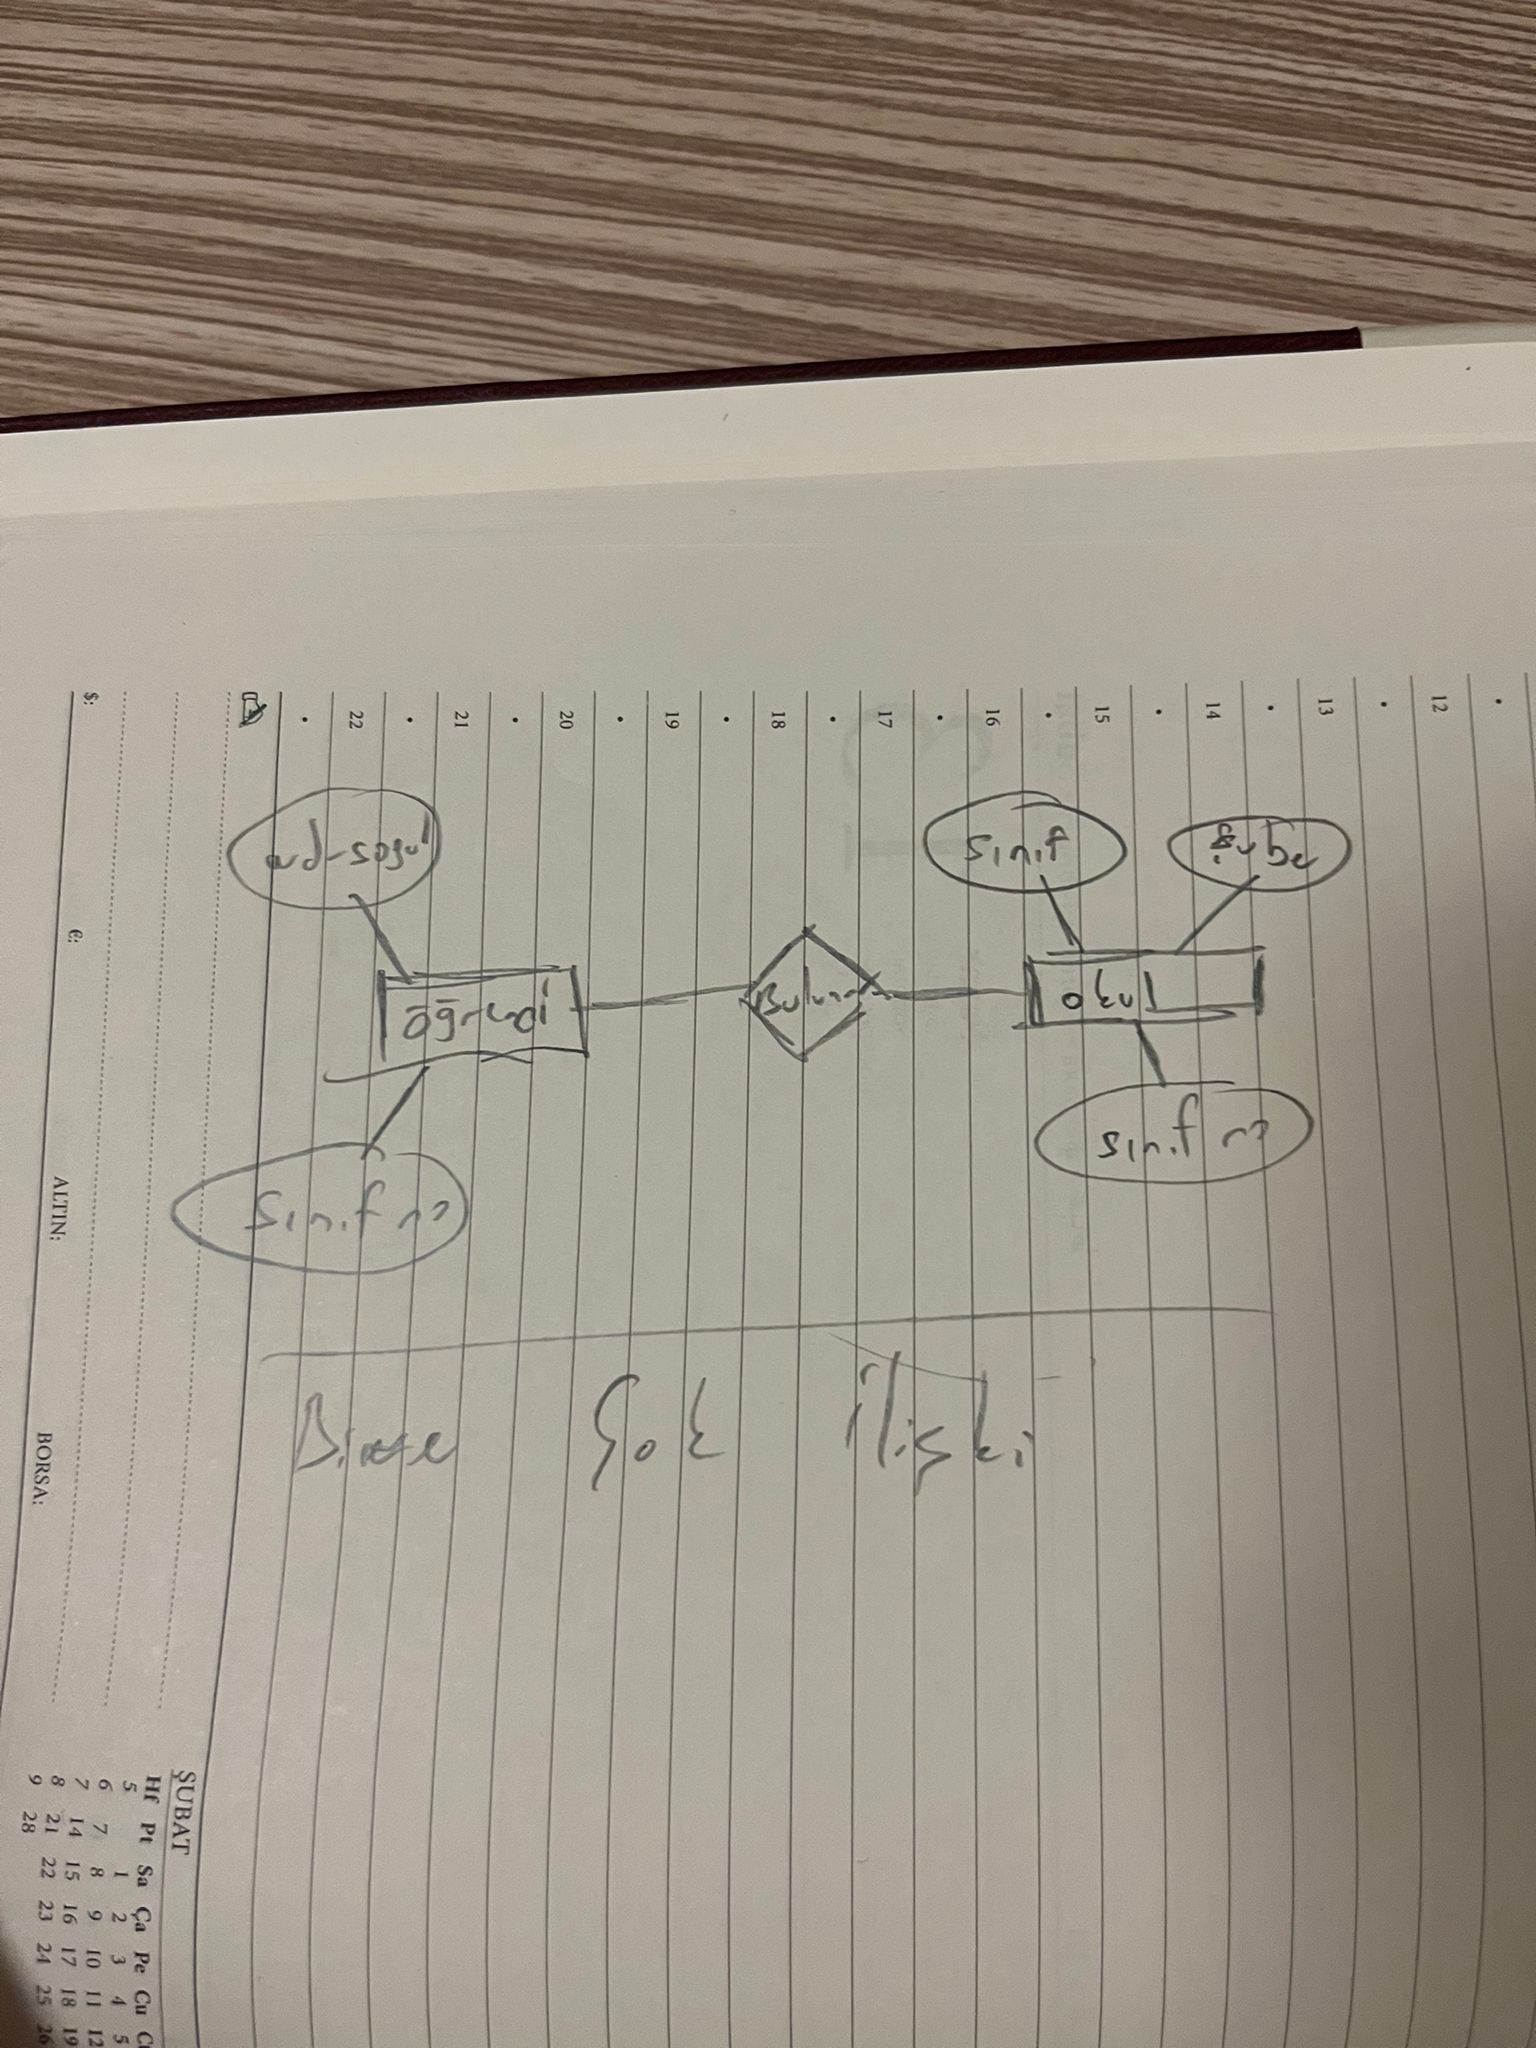 ad-soyad
sınıf
şube
öğrenci
Bulunur
okul
sınıf no
sınıf no
Bire Çok ilişki
12
13
14
15
16
17
18
19
20
21
22
$:
€:
ALTIN:
BORSA:
ŞUBAT
Hf Pt Sa Ça Pe Cu
5 1 2 3 4 5
6 7 8 9 10 11 12
7 14 15 16 17 18 19
8 21 22 23 24 25 26
9 28